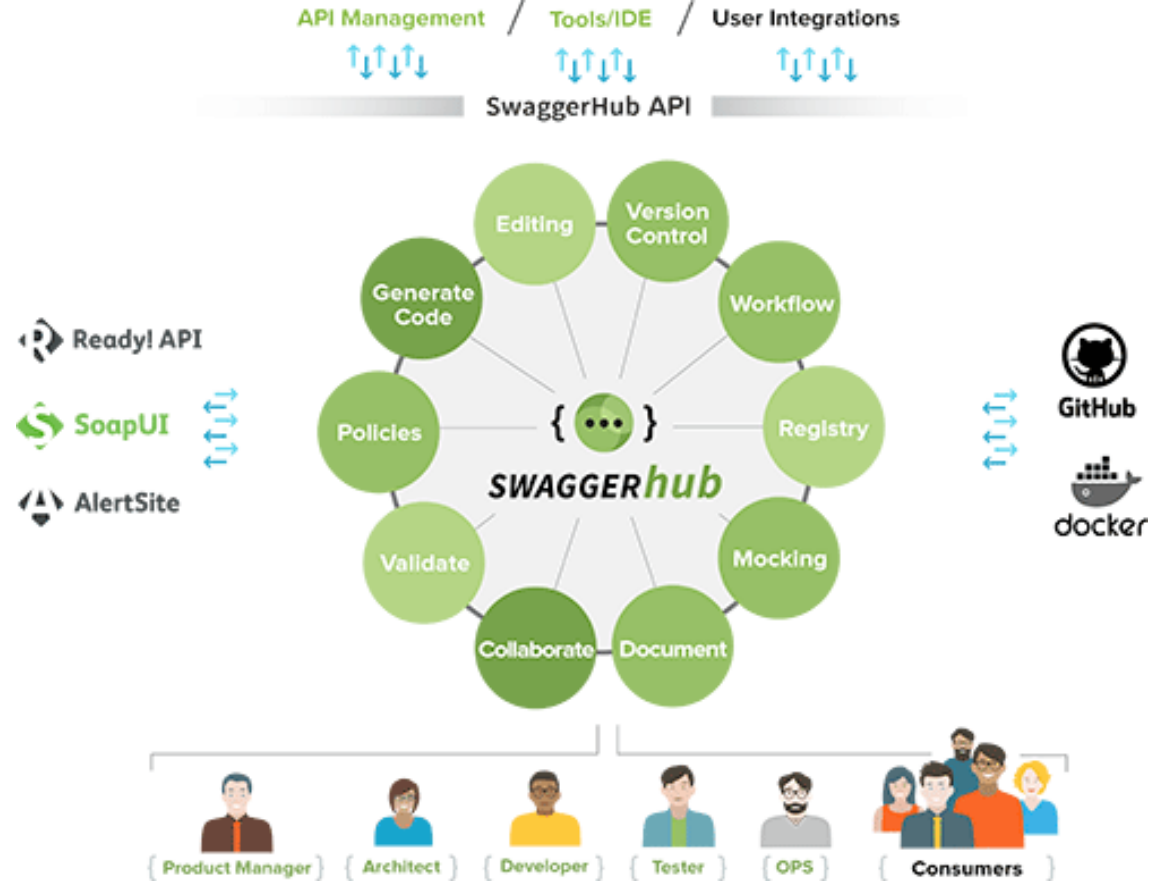 API Management / Tools/IDE / User Integrations
SwaggerHub API
Editing
Version
Control
Generate
Code
Workflow
Ready! API
SoapUI
AlertSite
Policies
{...}
SWAGGERhub
Registry
GitHub
docker
Validate
Mocking
Collaborate
Document
{ Product Manager } { Architect } { Developer } { Tester } { OPS } { Consumers }